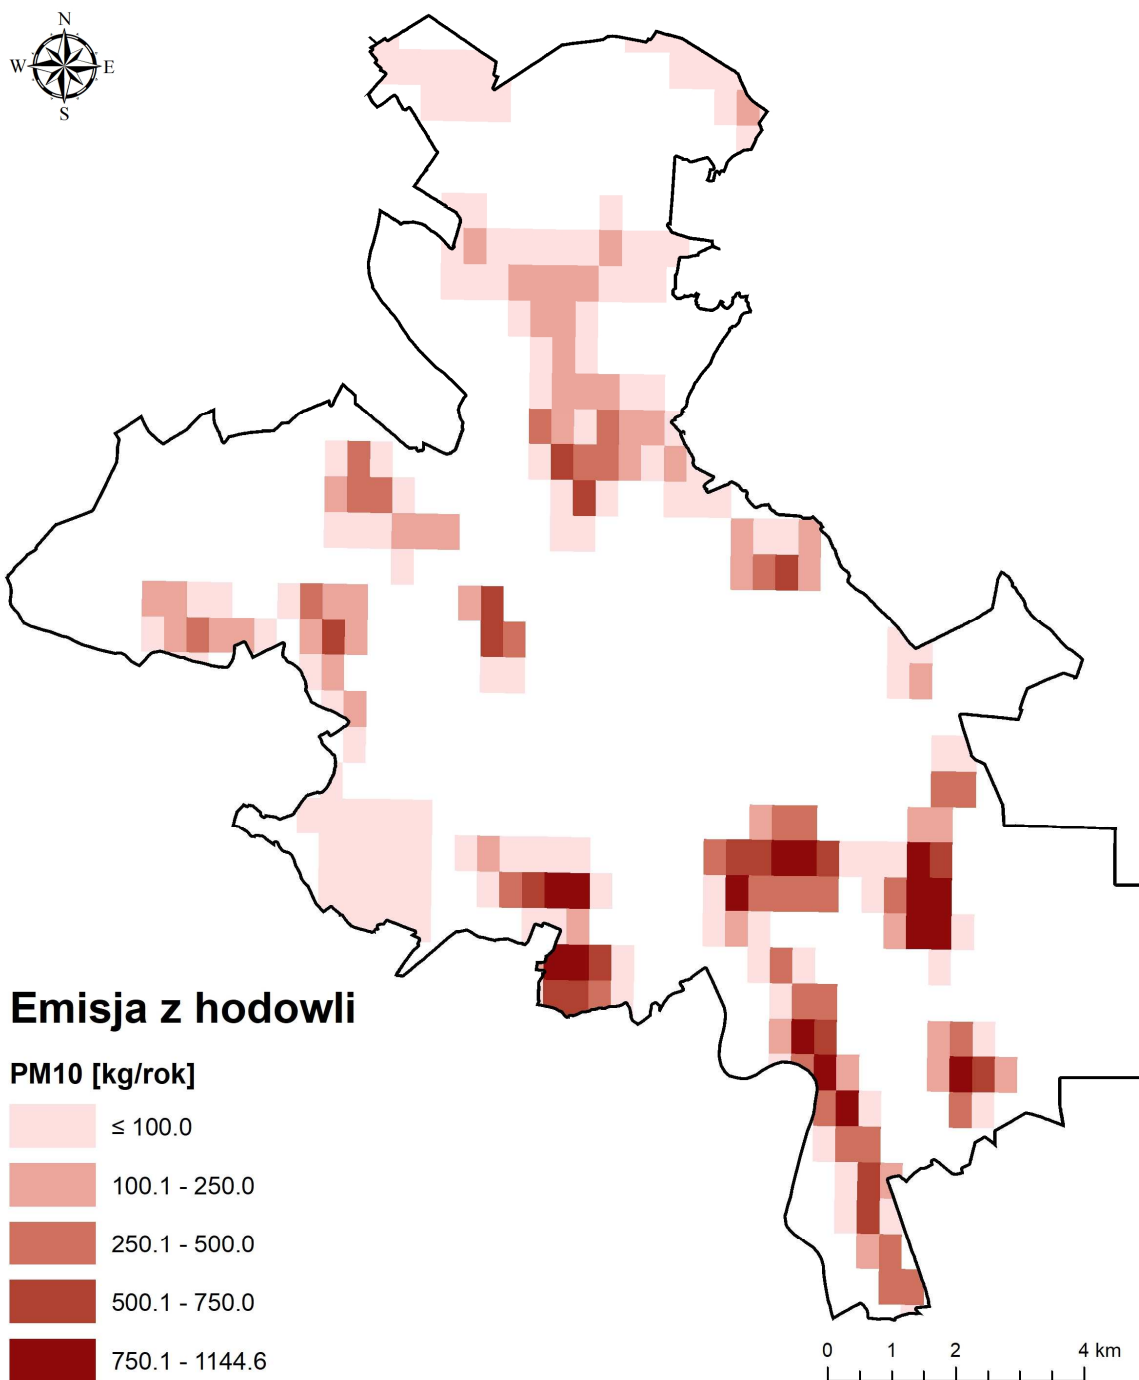 N
W E
S
Emisja z hodowli
PM10 [kg/rok]
≤ 100.0
100.1 - 250.0
250.1 - 500.0
500.1 - 750.0
750.1 - 1144.6
0 1 2 4 km